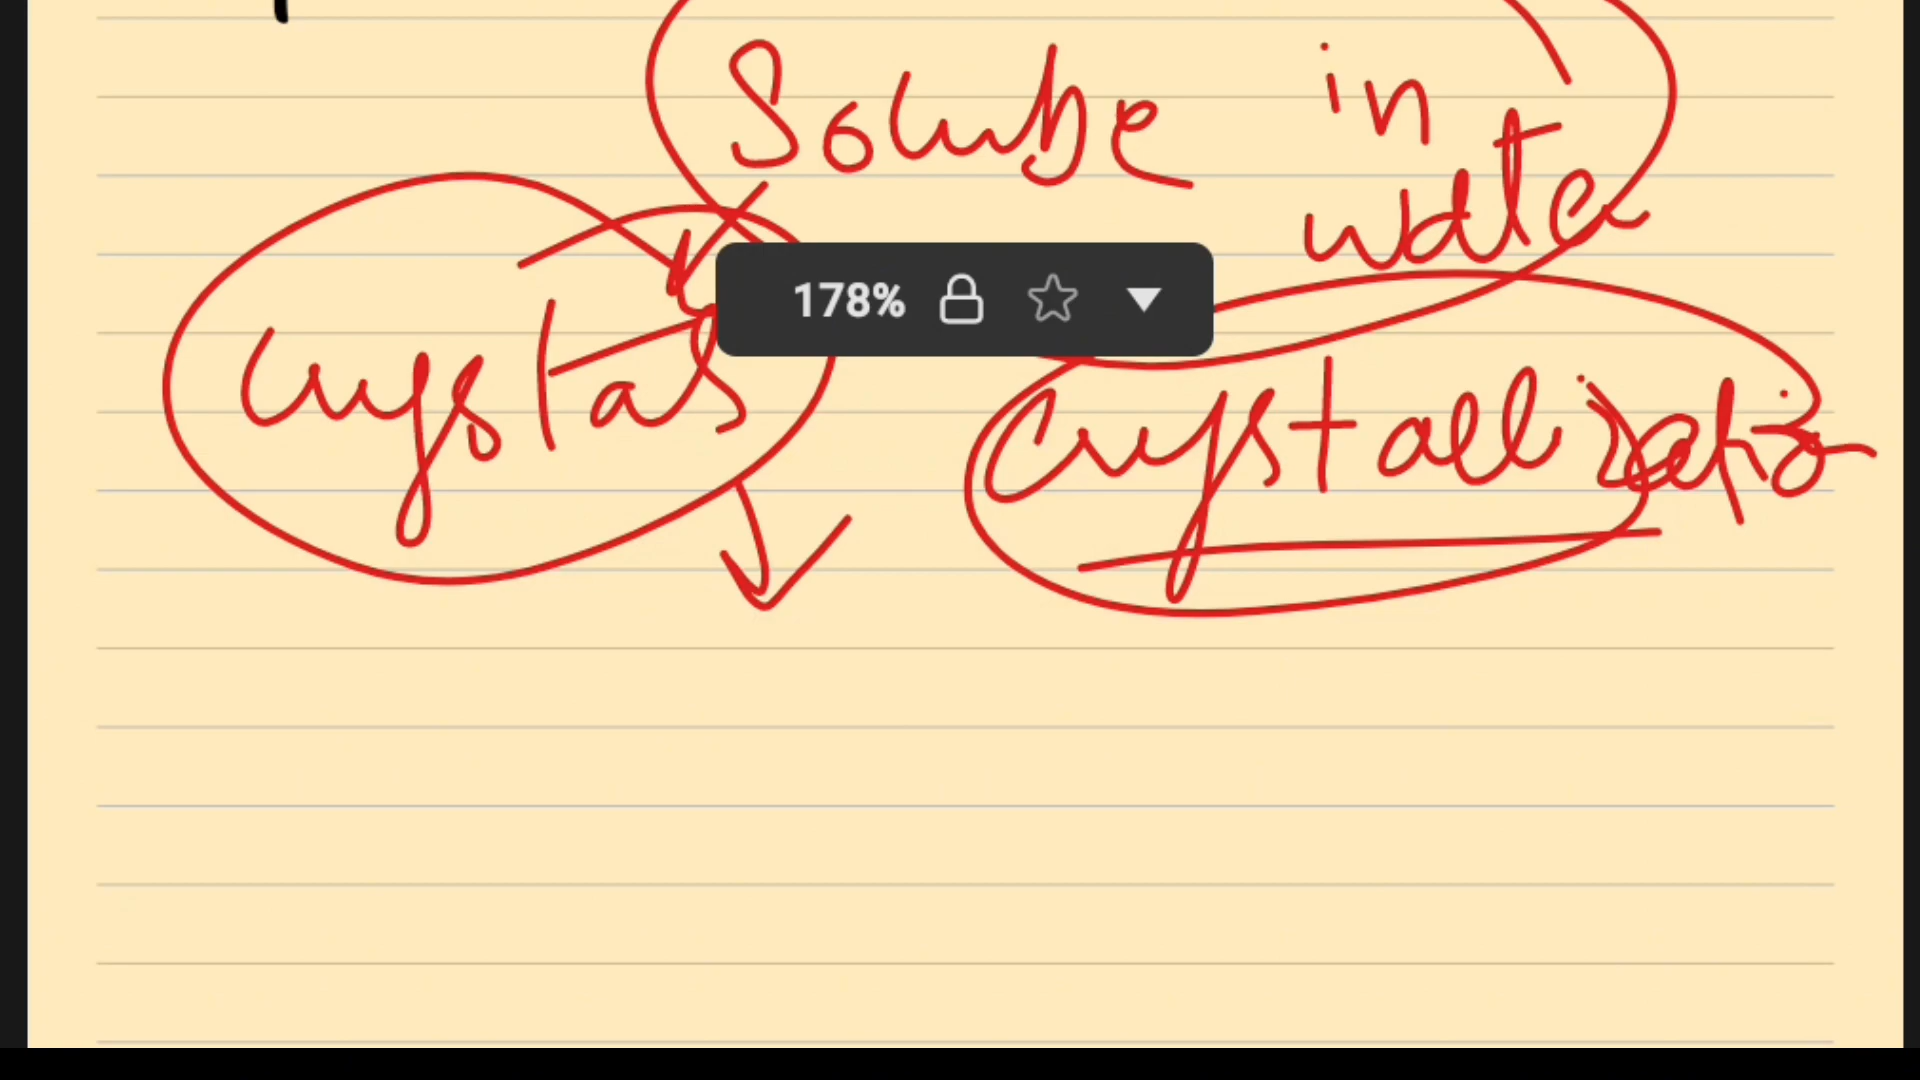 Soluble in
water
178%
Crystals
Crystallization